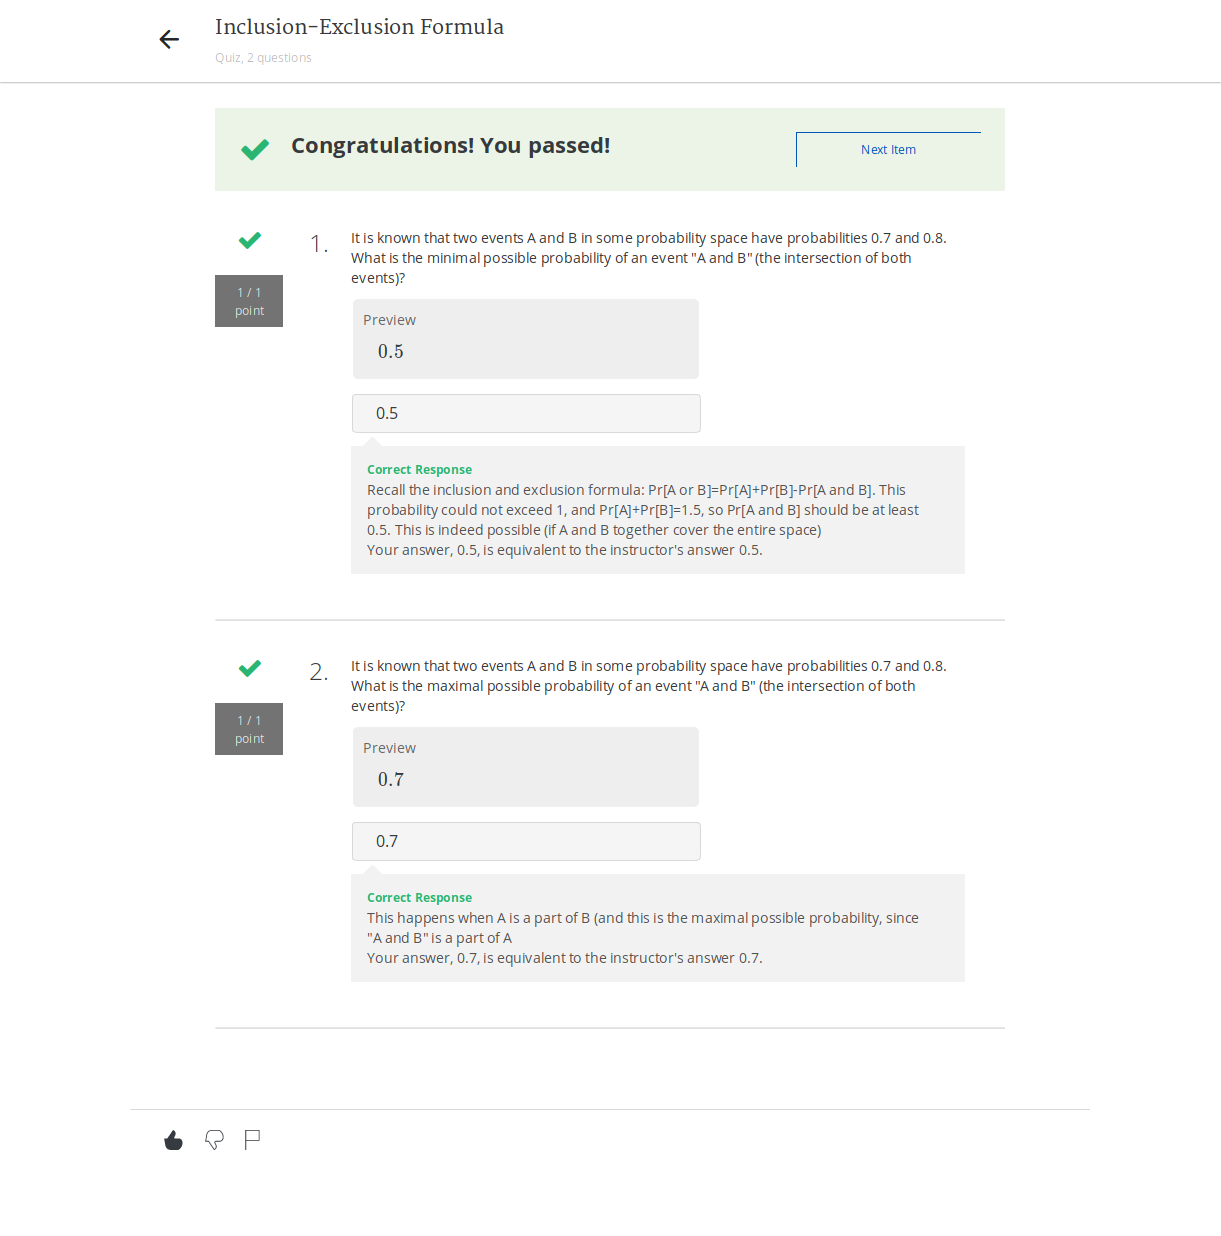 Inclusion-Exclusion Formula
Quiz, 2 questions
Congratulations! You passed!
Next Item
1.
It is known that two events A and B in some probability space have probabilities 0.7 and 0.8.
What is the minimal possible probability of an event "A and B" (the intersection of both
events)?
1 / 1
point
Preview
0.5
0.5
Correct Response
Recall the inclusion and exclusion formula: Pr[A or B]=Pr[A]+Pr[B]-Pr[A and B]. This
probability could not exceed 1, and Pr[A]+Pr[B]=1.5, so Pr[A and B] should be at least
0.5. This is indeed possible (if A and B together cover the entire space)
Your answer, 0.5, is equivalent to the instructor's answer 0.5.
2.
It is known that two events A and B in some probability space have probabilities 0.7 and 0.8.
What is the maximal possible probability of an event "A and B" (the intersection of both
events)?
1 / 1
point
Preview
0.7
0.7
Correct Response
This happens when A is a part of B (and this is the maximal possible probability, since
"A and B" is a part of A
Your answer, 0.7, is equivalent to the instructor's answer 0.7.